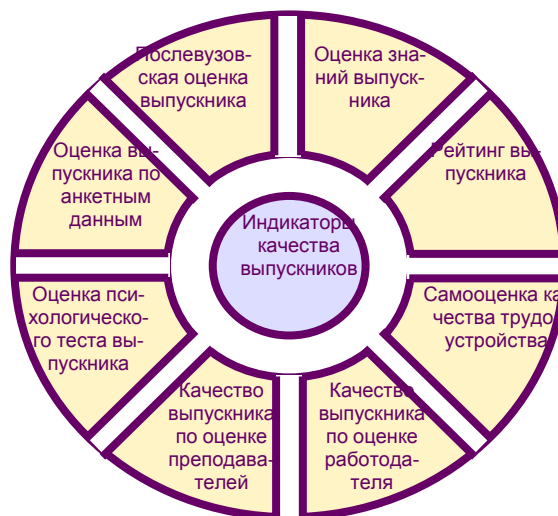 Послевузов-
ская оценка
выпускника
Оценка зна-
ний выпуск-
ника
Оценка вы-
пускника по
анкетным
данным
Рейтинг вы-
пускника
Индикаторы
качества
выпускников
Оценка пси-
хологическо-
го теста вы-
пускника
Самооценка ка-
чества трудо-
устройства
Качество
выпускника
по оценке
преподава-
телей
Качество
выпускника
по оценке
работода-
теля